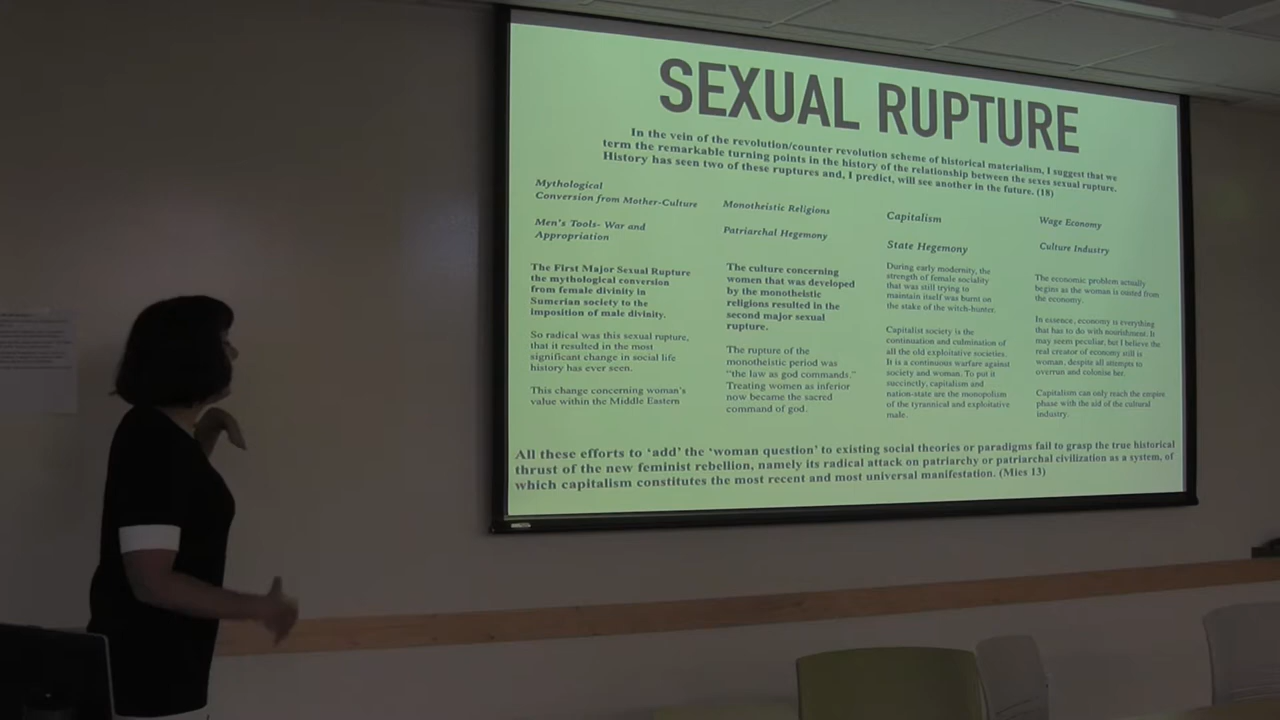 SEXUAL RUPTURE
In the vein of the revolution/counter revolution scheme of historical materialism, I suggest that we
term the remarkable turning points in the history of the relationship between the sexes sexual rupture.
History has seen two of these ruptures and, I predict, will see another in the future. (18)
Mythological
Conversion from Mother-Culture
Men's Tools- War and
Appropriation
The First Major Sexual Rupture
the mythological conversion
from female divinity in
Sumerian society to the
imposition of male divinity.
So radical was this sexual rupture,
that it resulted in the most
significant change in social life
history has ever seen.
This change concerning woman's
value within the Middle Eastern
Monotheistic Religions
Patriarchal Hegemony
The culture concerning
women that was developed
by the monotheistic
religions resulted in the
second major sexual
rupture.
The rupture of the
monotheistic period was
"the law as god commands."
Treating women as inferior
now became the sacred
command of god.
Capitalism
State Hegemony
During early modernity, the
strength of female sociality
that was still trying to
maintain itself was burnt on
the stake of the witch-hunter.
Capitalist society is the
continuation and culmination of
all the old exploitative societies.
It is a continuous warfare against
society and woman. To put it
succinctly, capitalism and
nation-state are the monopolism
of the tyrannical and exploitative
male.
Wage Economy
Culture Industry
The economic problem actually
begins as the woman is ousted from
the economy.
In essence, economy is everything
that has to do with nourishment. It
may seem peculiar, but I believe the
real creator of economy still is
woman, despite all attempts to
overrun and colonise her.
Capitalism can only reach the empire
phase with the aid of the cultural
industry.
All these efforts to 'add' the 'woman question' to existing social theories or paradigms fail to grasp the true historical
thrust of the new feminist rebellion, namely its radical attack on patriarchy or patriarchal civilization as a system, of
which capitalism constitutes the most recent and most universal manifestation. (Mies 13)